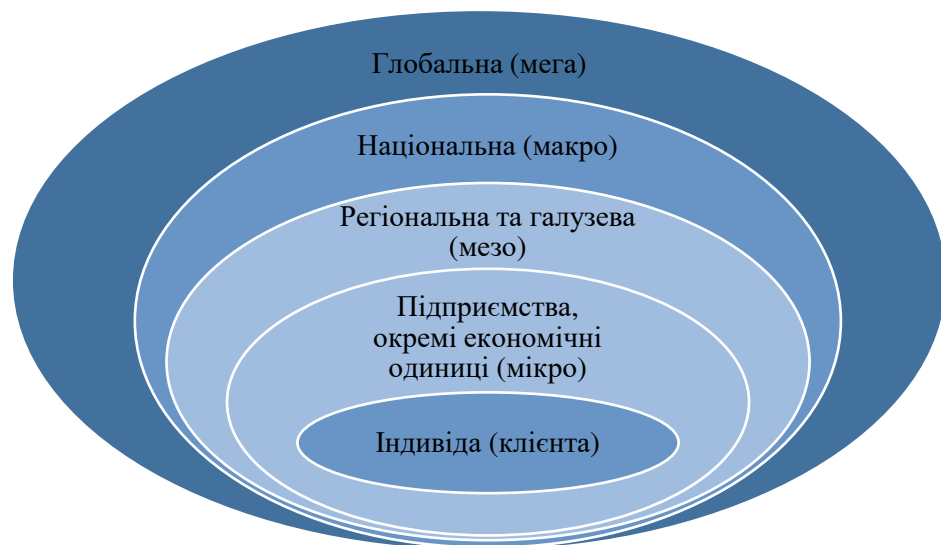 Глобальна (мега)
Національна (макро)
Регіональна та галузева
(мезо)
Підприємства,
окремі економічні
одиниці (мікро)
Індивіда (клієнта)